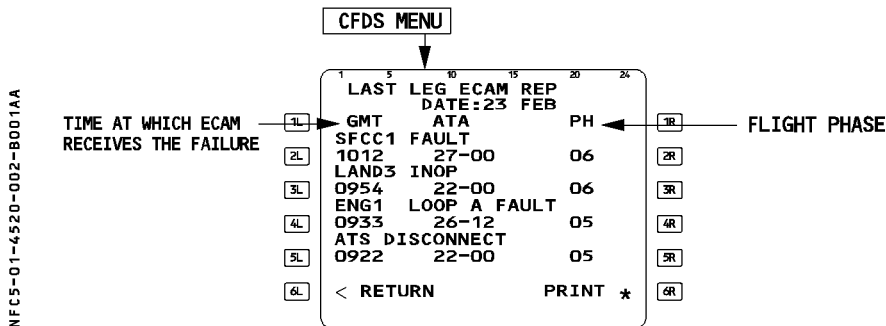 CFDS MENU
1 5 10 15 20 24
LAST LEG ECAM REP
DATE:23 FEB
TIME AT WHICH ECAM
RECEIVES THE FAILURE
1L GMT ATA PH 1R
FLIGHT PHASE
SFCC1 FAULT
2L 1012 27-00 06 2R
LAND3 INOP
3L 0954 22-00 06 3R
ENG1 LOOP A FAULT
4L 0933 26-12 05 4R
ATS DISCONNECT
5L 0922 22-00 05 5R
6L < RETURN PRINT * 6R
NFC5-01-4520-002-B001AA